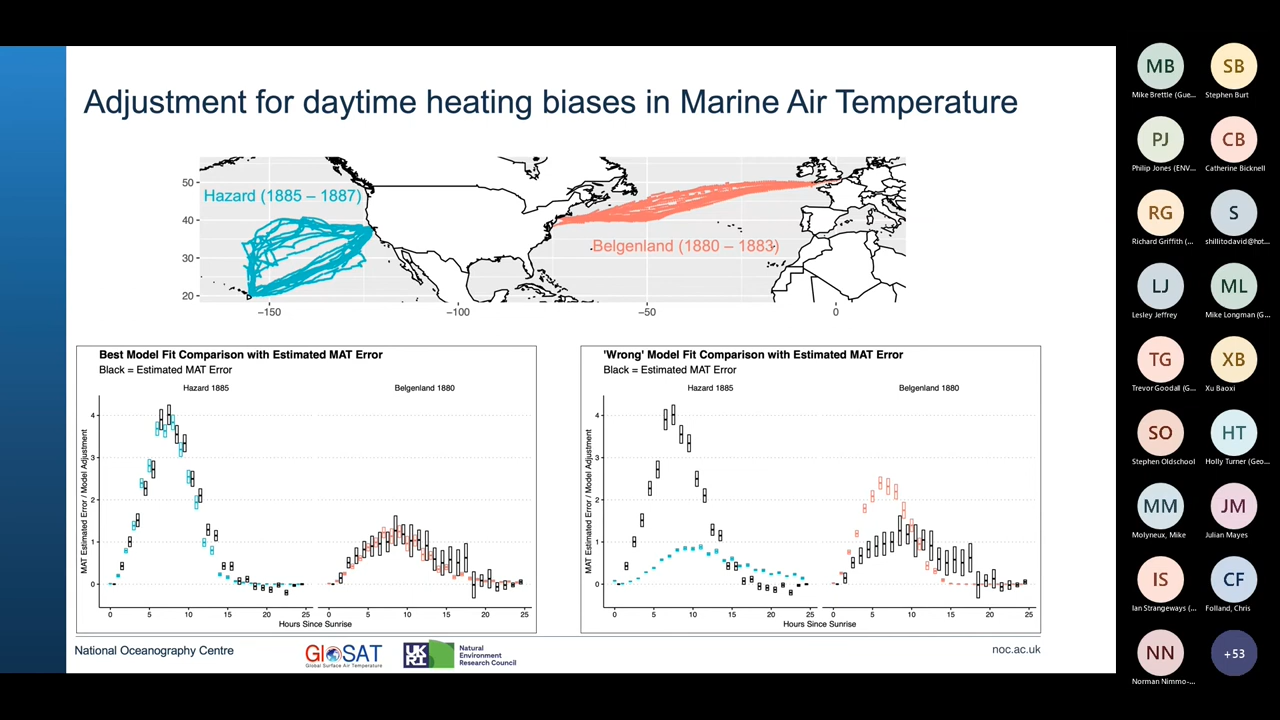 Adjustment for daytime heating biases in Marine Air Temperature
50
40
30
20
Hazard (1885 – 1887)
Belgenland (1880 – 1883)
−150
−100
−50
0
Best Model Fit Comparison with Estimated MAT Error
Black = Estimated MAT Error
Hazard 1885
Belgenland 1880
MAT Estimated Error / Model Adjustment
4
3
2
1
0
0 5 10 15 20 25
0 5 10 15 20 25
Hours Since Sunrise
'Wrong' Model Fit Comparison with Estimated MAT Error
Black = Estimated MAT Error
Hazard 1885
Belgenland 1880
MAT Estimated Error / Model Adjustment
4
3
2
1
0
0 5 10 15 20 25
0 5 10 15 20 25
Hours Since Sunrise
National Oceanography Centre
GloSAT
Global Surface Air Temperature
UKRI
Natural
Environment
Research Council
noc.ac.uk
MB
Mike Brettle (Gue...
SB
Stephen Burt
PJ
Philip Jones (ENV...
CB
Catherine Bicknell
RG
Richard Griffith (...
S
shillitodavid@hot...
LJ
Lesley Jeffrey
ML
Mike Longman (G...
TG
Trevor Goodall (G...
XB
Xu Baoxi
SO
Stephen Oldschool
HT
Holly Turner (Geo...
MM
Molyneux, Mike
JM
Julian Mayes
IS
Ian Strangeways (...
CF
Folland, Chris
NN
Norman Nimmo-...
+53